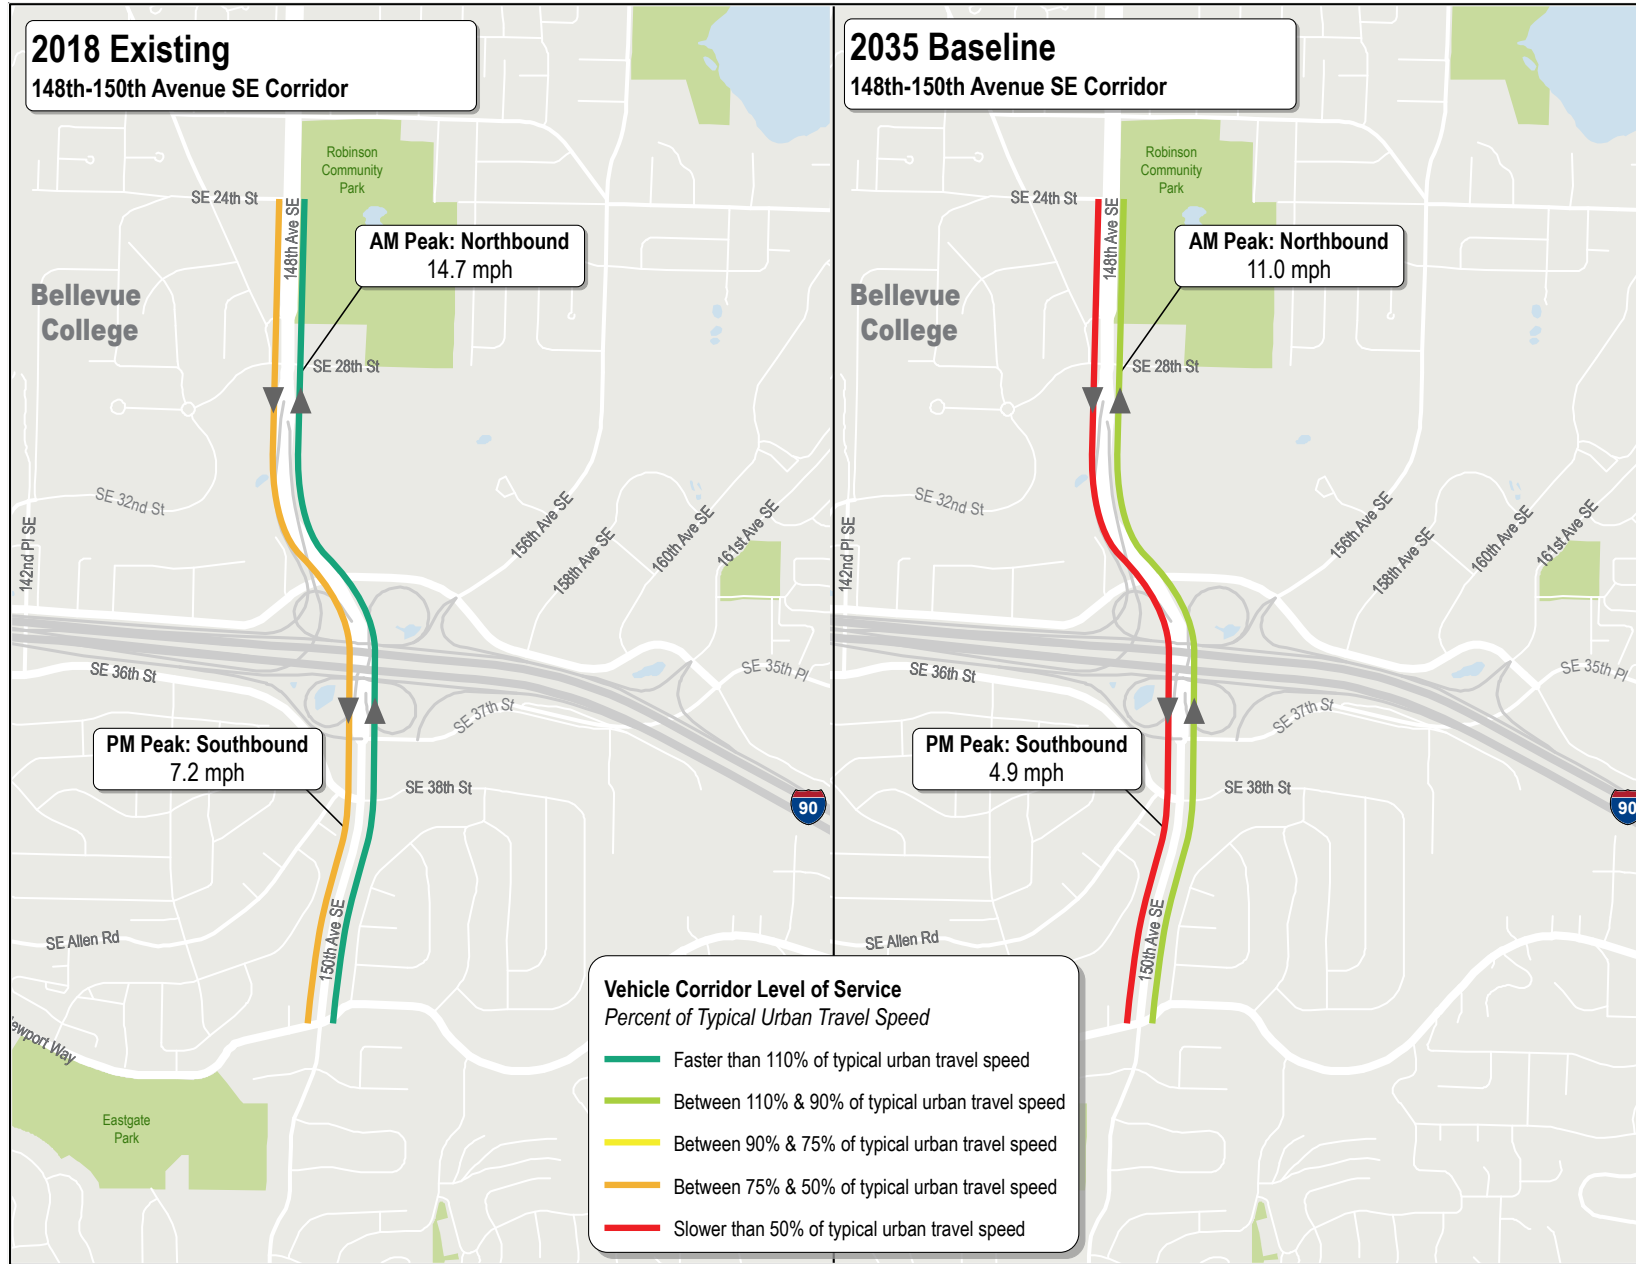 2018 Existing
148th-150th Avenue SE Corridor
Robinson
Community
Park
SE 24th St
148th Ave SE
AM Peak: Northbound
14.7 mph
Bellevue
College
SE 28th St
SE 32nd St
142nd Pl SE
156th Ave SE
158th Ave SE
160th Ave SE
161st Ave SE
SE 36th St
SE 35th Pl
SE 37th St
PM Peak: Southbound
7.2 mph
SE 38th St
90
SE Allen Rd
150th Ave SE
ewport Way
Eastgate
Park
2035 Baseline
148th-150th Avenue SE Corridor
Robinson
Community
Park
SE 24th St
148th Ave SE
AM Peak: Northbound
11.0 mph
Bellevue
College
SE 28th St
SE 32nd St
142nd Pl SE
156th Ave SE
158th Ave SE
160th Ave SE
161st Ave SE
SE 36th St
SE 35th Pl
SE 37th St
PM Peak: Southbound
4.9 mph
SE 38th St
90
SE Allen Rd
150th Ave SE
Vehicle Corridor Level of Service
Percent of Typical Urban Travel Speed
Faster than 110% of typical urban travel speed
Between 110% & 90% of typical urban travel speed
Between 90% & 75% of typical urban travel speed
Between 75% & 50% of typical urban travel speed
Slower than 50% of typical urban travel speed